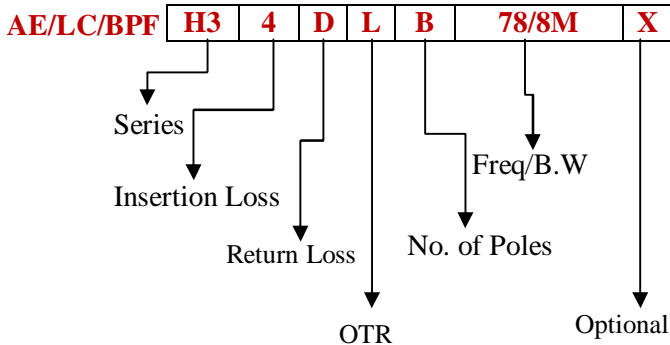 AE/LC/BPF H3 4 D L B 78/8M X
Series
Freq/B.W
Insertion Loss
No. of Poles
Return Loss
Optional
OTR